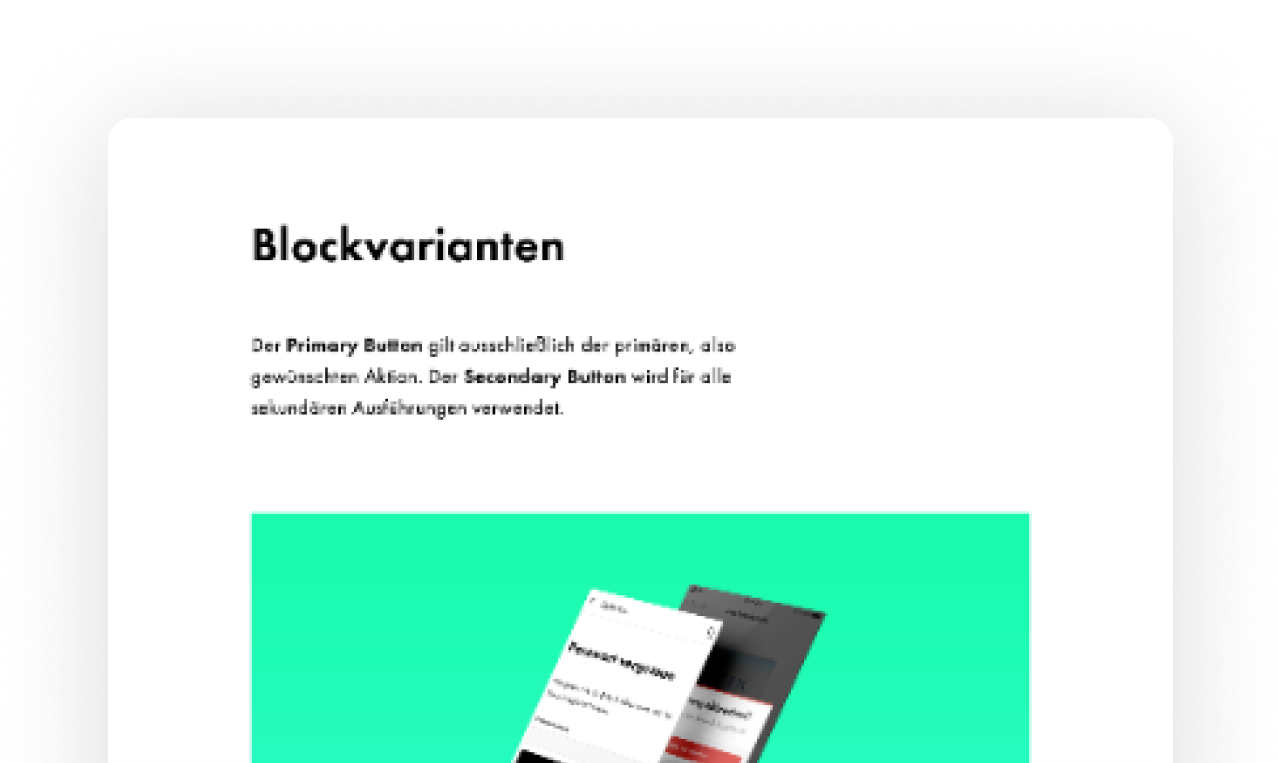 Blockvarianten
Der Primary Button gilt ausschließlich der primären, also
gewünschten Aktion. Der Secondary Button wird für alle
sekundären Ausführungen verwendet.
Passwort vergessen